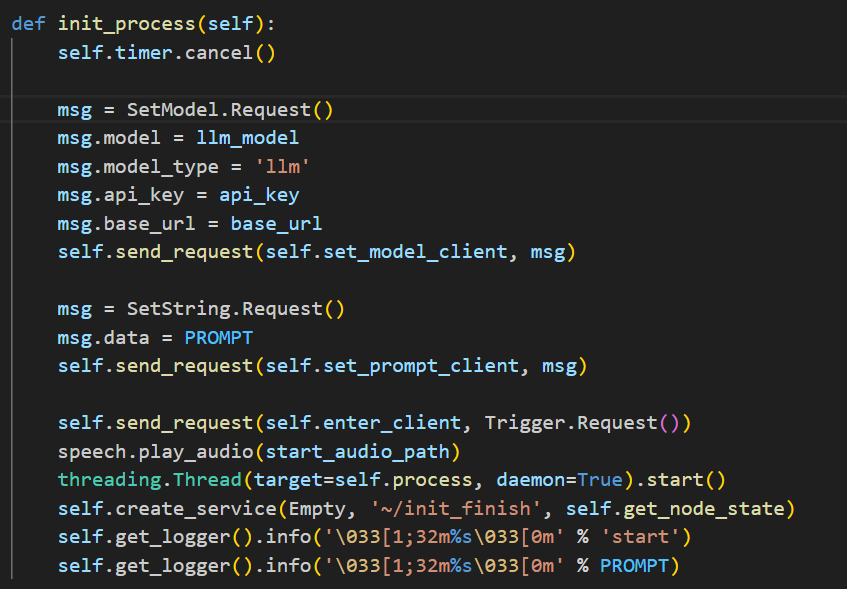 def init_process(self):
    self.timer.cancel()

    msg = SetModel.Request()
    msg.model = llm_model
    msg.model_type = 'llm'
    msg.api_key = api_key
    msg.base_url = base_url
    self.send_request(self.set_model_client, msg)

    msg = SetString.Request()
    msg.data = PROMPT
    self.send_request(self.set_prompt_client, msg)

    self.send_request(self.enter_client, Trigger.Request())
    speech.play_audio(start_audio_path)
    threading.Thread(target=self.process, daemon=True).start()
    self.create_service(Empty, '~/init_finish', self.get_node_state)
    self.get_logger().info('\033[1;32m%s\033[0m' % 'start')
    self.get_logger().info('\033[1;32m%s\033[0m' % PROMPT)